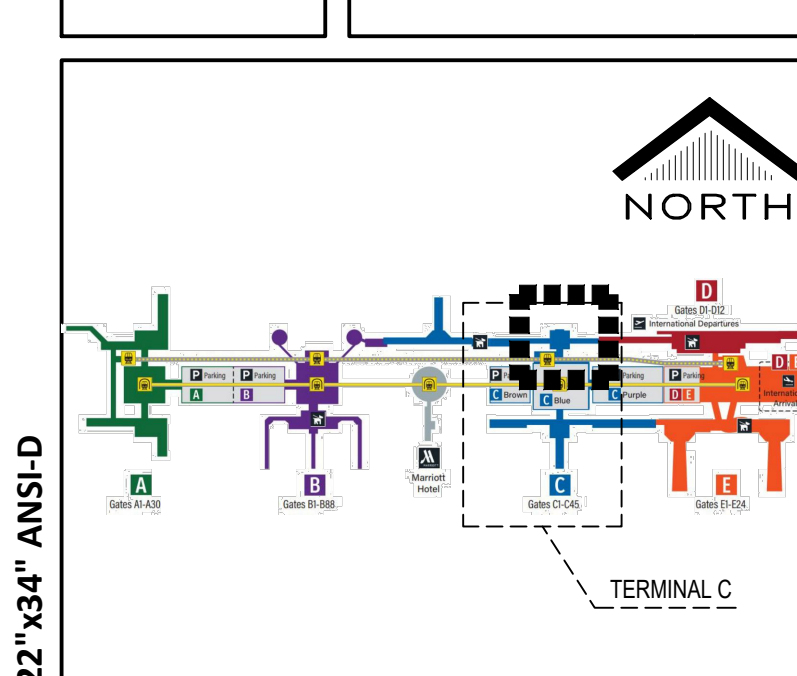 NORTH
D
Gates D1-D12
International Departures
P Parking
P Parking
P
P Parking
D
A
B
C Brown
C Blue
C Purple
D E
Marriott
Hotel
A
Gates A1-A30
B
Gates B1-B88
C
Gates C1-C45
E
Gates E1-E24
TERMINAL C
22"x34" ANSI-D